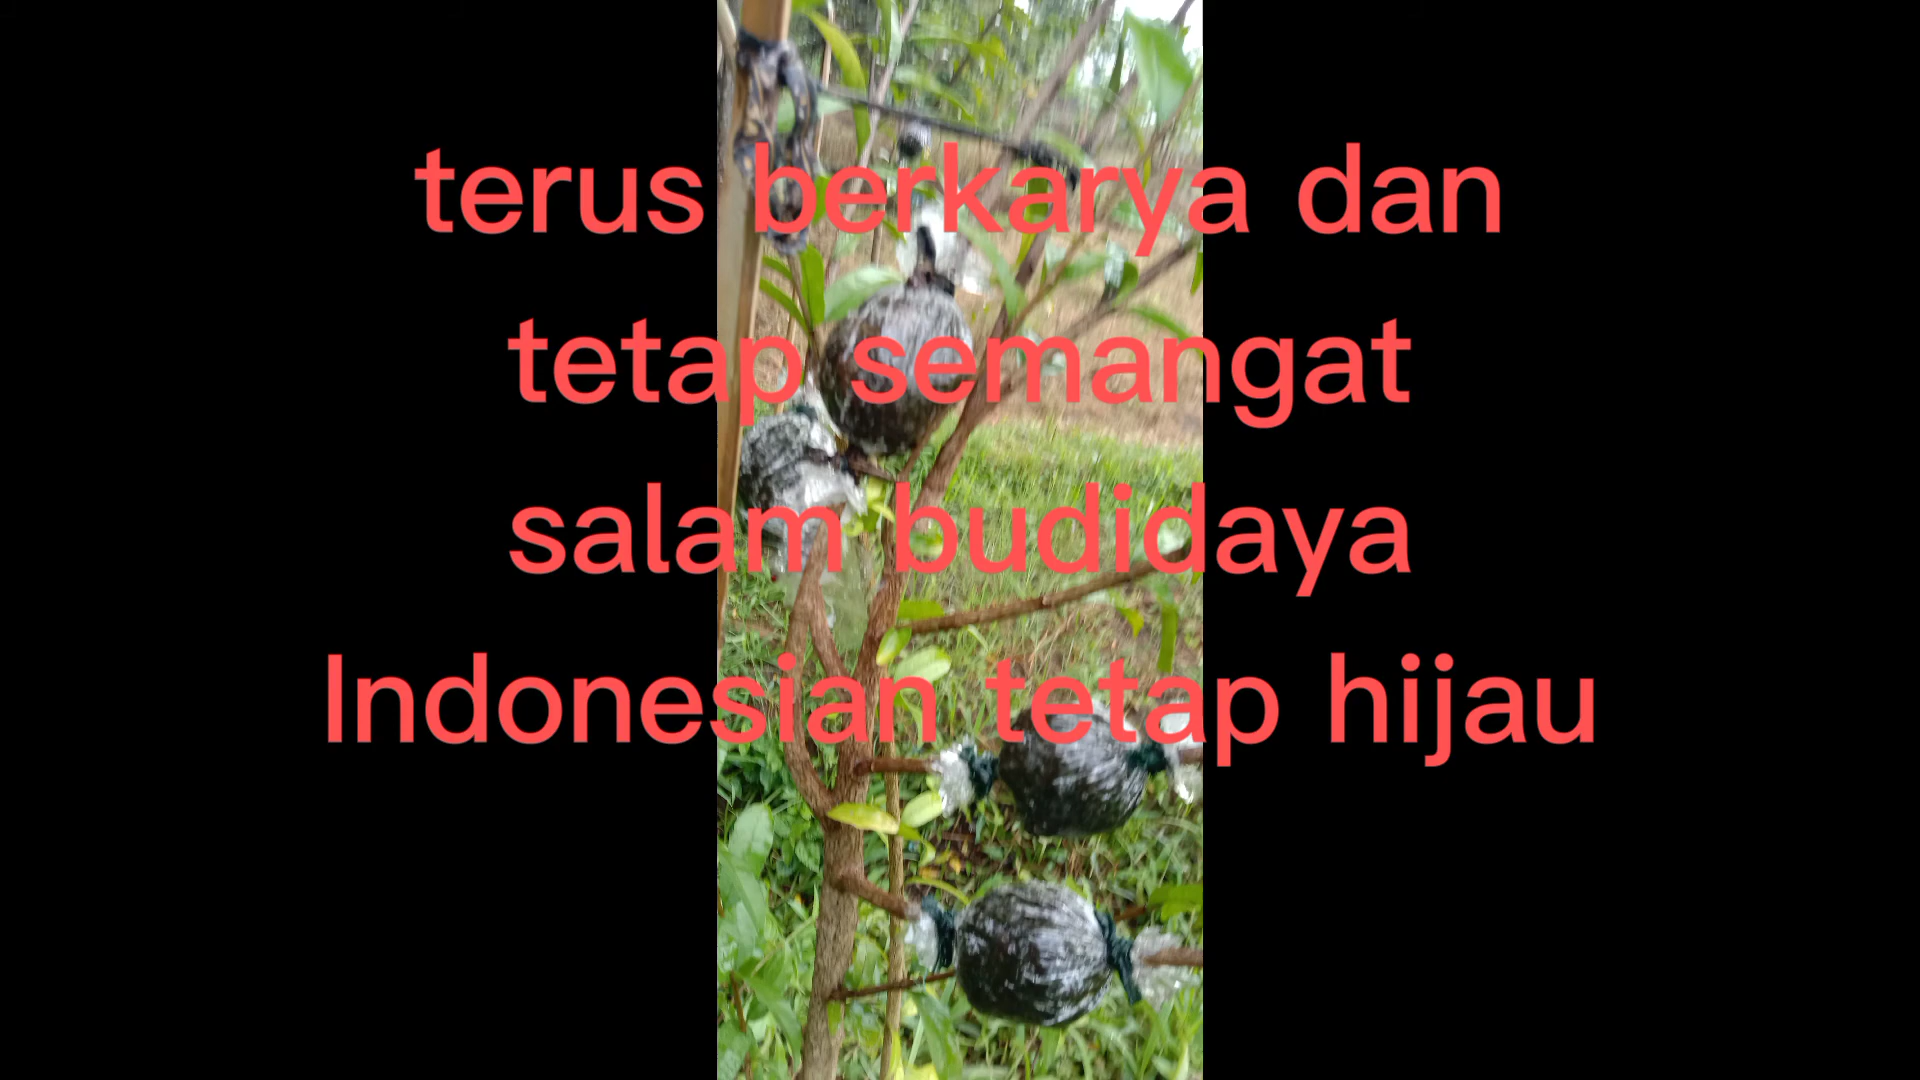 terus berkarya dan
tetap semangat
salam budidaya
Indonesian tetap hijau